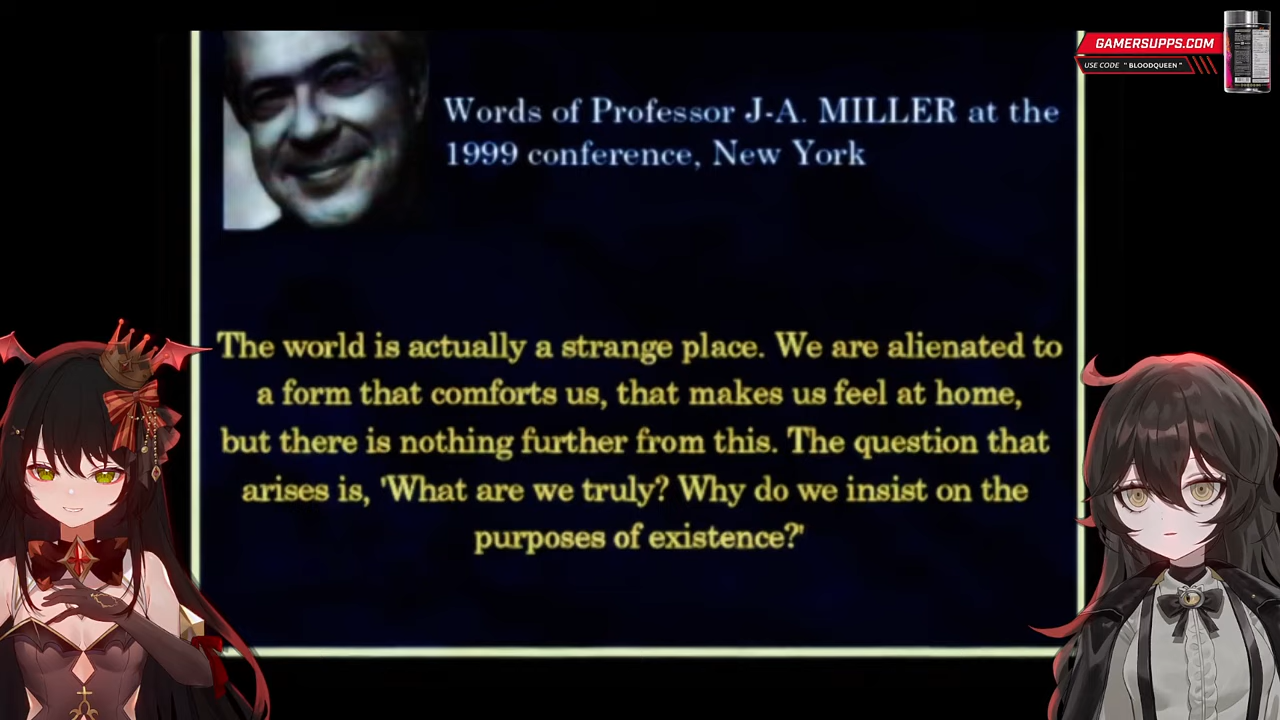 GAMERSUPPS.COM
USE CODE " BLOODQUEEN "
Words of Professor J-A. MILLER at the
1999 conference, New York
The world is actually a strange place. We are alienated to
a form that comforts us, that makes us feel at home,
but there is nothing further from this. The question that
arises is, 'What are we truly? Why do we insist on the
purposes of existence?'